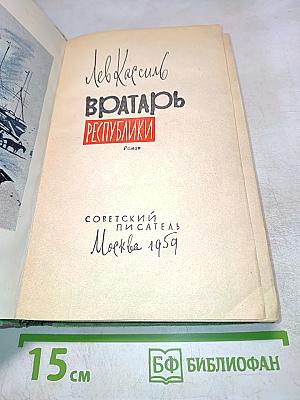 Лев Кассиль
ВРАТАРЬ
РЕСПУБЛИКИ
Роман
СОВЕТСКИЙ
ПИСАТЕЛЬ
Москва 1959
15 см
БФ БИБЛИОФАН